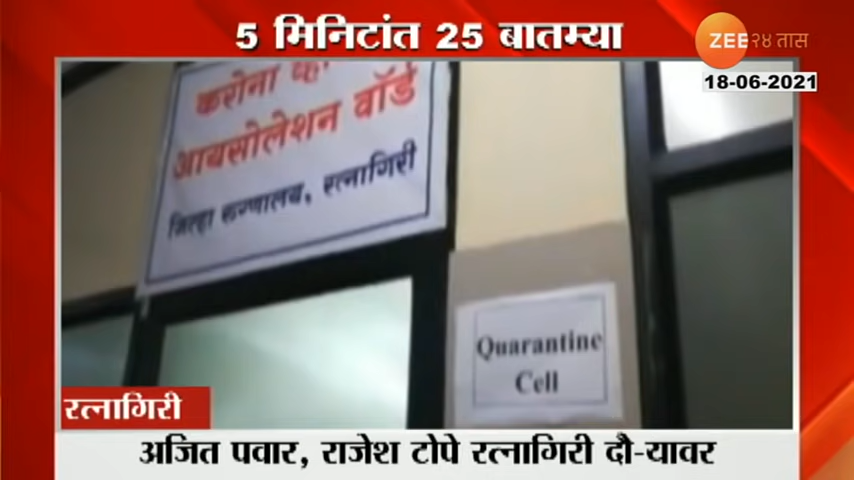 5 मिनिटांत 25 बातम्या
ZEE २४ तास
18-06-2021
करोना
आयसोलेशन वॉर्ड
जिल्हा रुग्णालय, रत्नागिरी
Quarantine
Cell
रत्नागिरी
अजित पवार, राजेश टोपे रत्नागिरी दौ-यावर